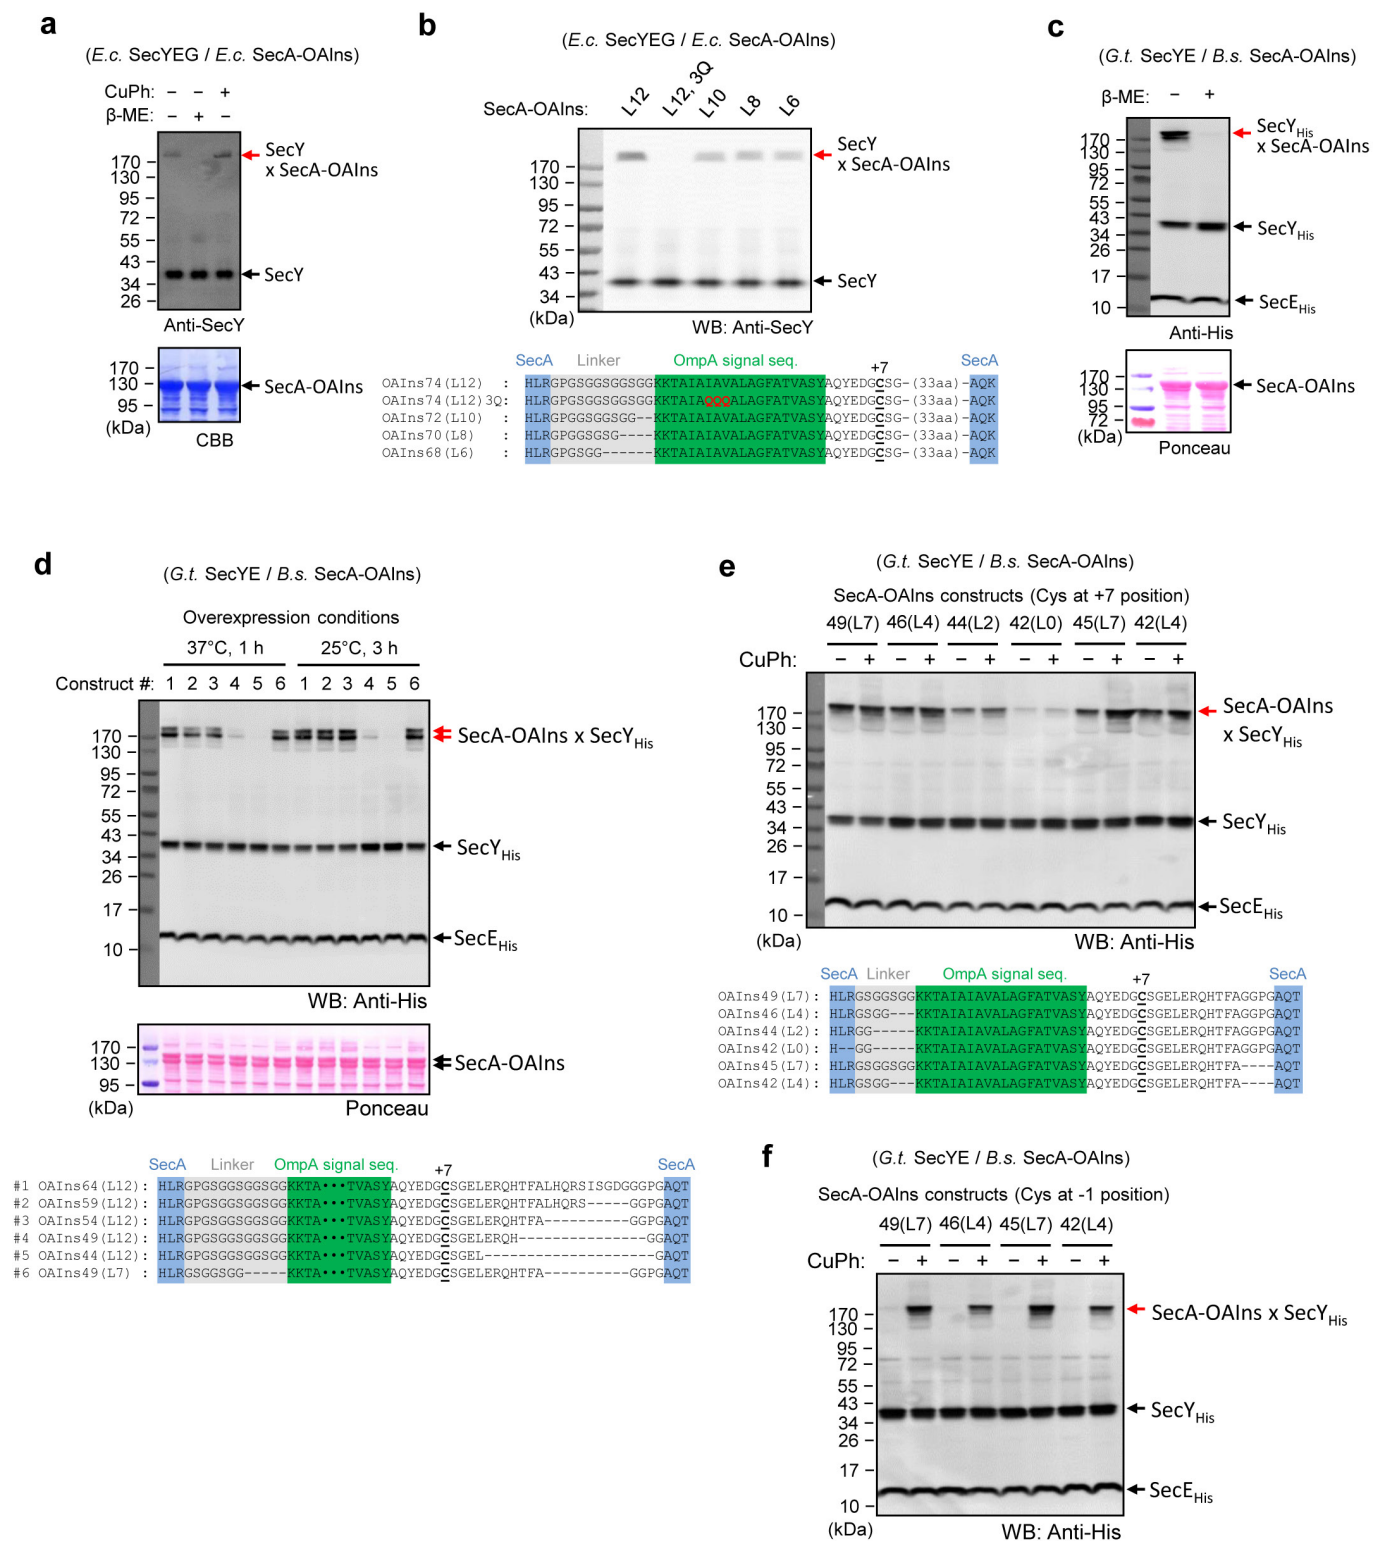 a
(E.c. SecYEG / E.c. SecA-OAIns)
CuPh: – – +
β-ME: – + –
170
130
95
72
55
43
34
26
SecY
x SecA-OAIns
SecY
Anti-SecY
170
130
95
(kDa)
SecA-OAIns
CBB
b
(E.c. SecYEG / E.c. SecA-OAIns)
SecA-OAIns: L12 L12, 3Q L10 L8 L6
170
130
95
72
55
43
34
(kDa)
SecY
x SecA-OAIns
SecY
WB: Anti-SecY
SecA Linker OmpA signal seq. +7 SecA
OAIns74(L12) : HLRGPGSGGSGGSGGKKTAIAIAVALAGFATVASYAQYEDGCSG-(33aa)-AQK
OAIns74(L12)3Q: HLRGPGSGGSGGSGGKKTAIAQQQALAGFATVASYAQYEDGCSG-(33aa)-AQK
OAIns72(L10) : HLRGPGSGGSGG--KKTAIAIAVALAGFATVASYAQYEDGCSG-(33aa)-AQK
OAIns70(L8) : HLRGPGGSGSG----KKTAIAIAVALAGFATVASYAQYEDGCSG-(33aa)-AQK
OAIns68(L6) : HLRGPGSGG------KKTAIAIAVALAGFATVASYAQYEDGCSG-(33aa)-AQK
c
(G.t. SecYE / B.s. SecA-OAIns)
β-ME: – +
170
130
95
72
55
43
34
26
17
10
SecYHis
x SecA-OAIns
SecYHis
SecEHis
Anti-His
170
130
95
72
(kDa)
SecA-OAIns
Ponceau
d
(G.t. SecYE / B.s. SecA-OAIns)
Overexpression conditions
37°C, 1 h 25°C, 3 h
Construct #: 1 2 3 4 5 6 1 2 3 4 5 6
170
130
95
72
55
43
34
26
17
10
SecA-OAIns x SecYHis
SecYHis
SecEHis
WB: Anti-His
170
130
95
(kDa)
SecA-OAIns
Ponceau
SecA Linker OmpA signal seq. +7 SecA
#1 OAIns64(L12): HLRGPGSGGSGGSGGKKTA•••TVASYAQYEDGCSGELERQHTFALHQRSISGDGGGPGAQT
#2 OAIns59(L12): HLRGPGSGGSGGSGGKKTA•••TVASYAQYEDGCSGELERQHTFALHQRS-----GGPGAQT
#3 OAIns54(L12): HLRGPGSGGSGGSGGKKTA•••TVASYAQYEDGCSGELERQHTFA----------GGPGAQT
#4 OAIns49(L12): HLRGPGSGGSGGSGGKKTA•••TVASYAQYEDGCSGELERQH---------------GGAQT
#5 OAIns44(L12): HLRGPGSGGSGGSGGKKTA•••TVASYAQYEDGCSGEL--------------------GAQT
#6 OAIns49(L7) : HLRGSGGSGG-----KKTA•••TVASYAQYEDGCSGELERQHTFA----------GGPGAQT
e
(G.t. SecYE / B.s. SecA-OAIns)
SecA-OAIns constructs (Cys at +7 position)
49(L7) 46(L4) 44(L2) 42(L0) 45(L7) 42(L4)
CuPh: – + – + – + – + – + – +
170
130
95
72
55
43
34
26
17
10
(kDa)
SecA-OAIns
x SecYHis
SecYHis
SecEHis
WB: Anti-His
SecA Linker OmpA signal seq. +7 SecA
OAIns49(L7): HLRGSGGSGGKKTAIAIAVALAGFATVASYAQYEDGCSGELERQHTFAGGPGAQT
OAIns46(L4): HLRGSGG---KKTAIAIAVALAGFATVASYAQYEDGCSGELERQHTFAGGPGAQT
OAIns44(L2): HLRGG-----KKTAIAIAVALAGFATVASYAQYEDGCSGELERQHTFAGGPGAQT
OAIns42(L0): H--GG-----KKTAIAIAVALAGFATVASYAQYEDGCSGELERQHTFAGGPGAQT
OAIns45(L7): HLRGSGGSGGKKTAIAIAVALAGFATVASYAQYEDGCSGELERQHTFA----AQT
OAIns42(L4): HLRGSGG---KKTAIAIAVALAGFATVASYAQYEDGCSGELERQHTFA----AQT
f
(G.t. SecYE / B.s. SecA-OAIns)
SecA-OAIns constructs (Cys at -1 position)
49(L7) 46(L4) 45(L7) 42(L4)
CuPh: – + – + – + – +
170
130
95
72
55
43
34
26
17
10
(kDa)
SecA-OAIns x SecYHis
SecYHis
SecEHis
WB: Anti-His